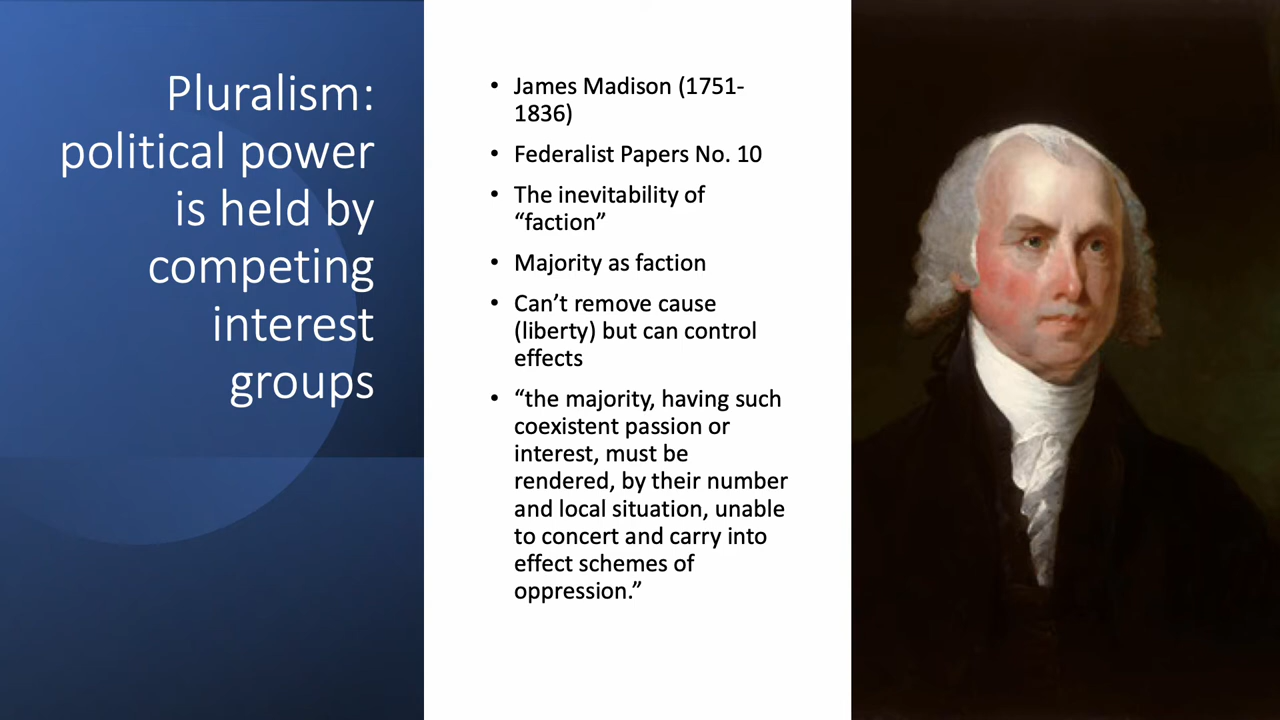 Pluralism:
political power
is held by
competing
interest
groups
• James Madison (1751-
1836)
• Federalist Papers No. 10
• The inevitability of
“faction”
• Majority as faction
• Can’t remove cause
(liberty) but can control
effects
• “the majority, having such
coexistent passion or
interest, must be
rendered, by their number
and local situation, unable
to concert and carry into
effect schemes of
oppression.”